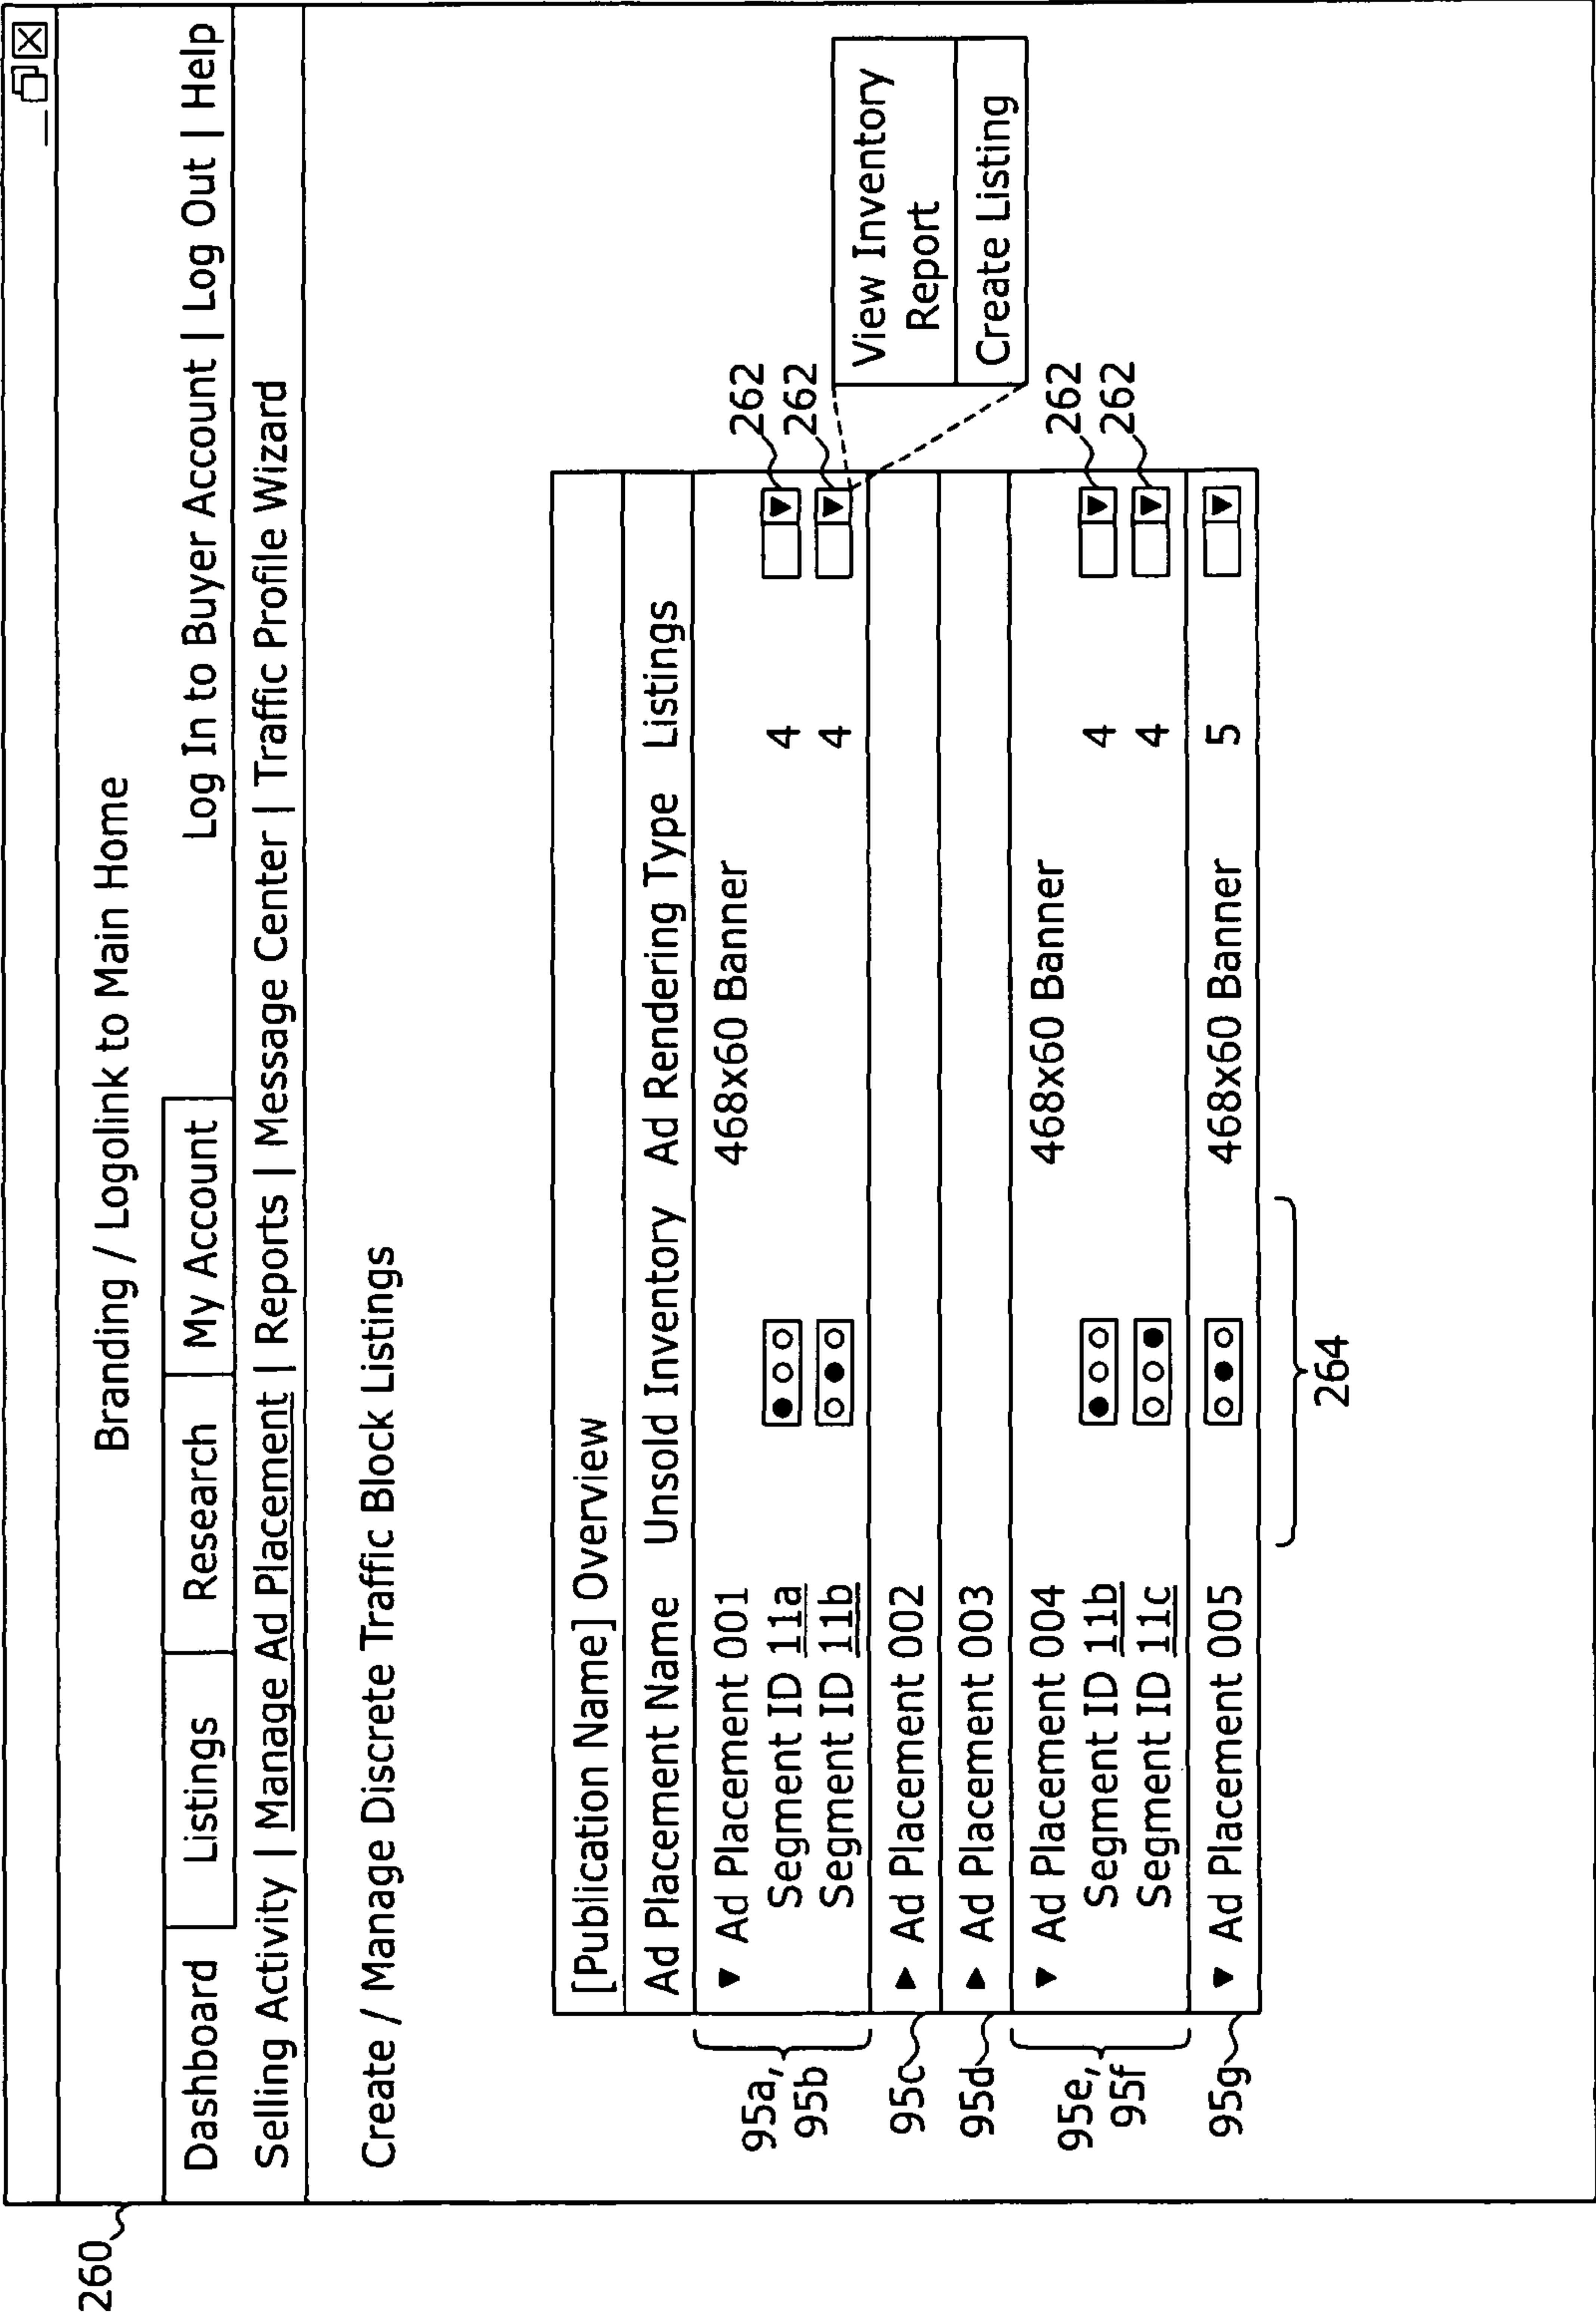 260
Branding / Logolink to Main Home
Dashboard Listings Research My Account Log In to Buyer Account | Log Out | Help
Selling Activity | Manage Ad Placement | Reports | Message Center | Traffic Profile Wizard
Create / Manage Discrete Traffic Block Listings
[Publication Name] Overview
Ad Placement Name Unsold Inventory Ad Rendering Type Listings
95a, 95b
Ad Placement 001 468x60 Banner
Segment ID 11a 4 262
Segment ID 11b 4 262
View Inventory
Report
Create Listing
95c Ad Placement 002
95d Ad Placement 003
95e, 95f
Ad Placement 004 468x60 Banner
Segment ID 11b 4 262
Segment ID 11c 4 262
95g Ad Placement 005 468x60 Banner 5
264